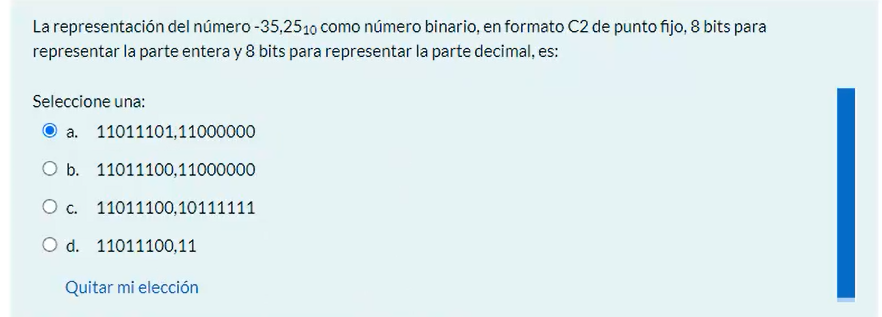 La representación del número -35,25₁₀ como número binario, en formato C2 de punto fijo, 8 bits para
representar la parte entera y 8 bits para representar la parte decimal, es:
Seleccione una:
a. 11011101,11000000
b. 11011100,11000000
c. 11011100,10111111
d. 11011100,11
Quitar mi elección